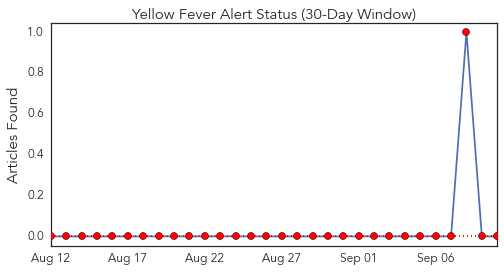 Yellow Fever Alert Status (30-Day Window)
Articles Found
1.0
0.8
0.6
0.4
0.2
0.0
Aug 12 Aug 17 Aug 22 Aug 27 Sep 01 Sep 06